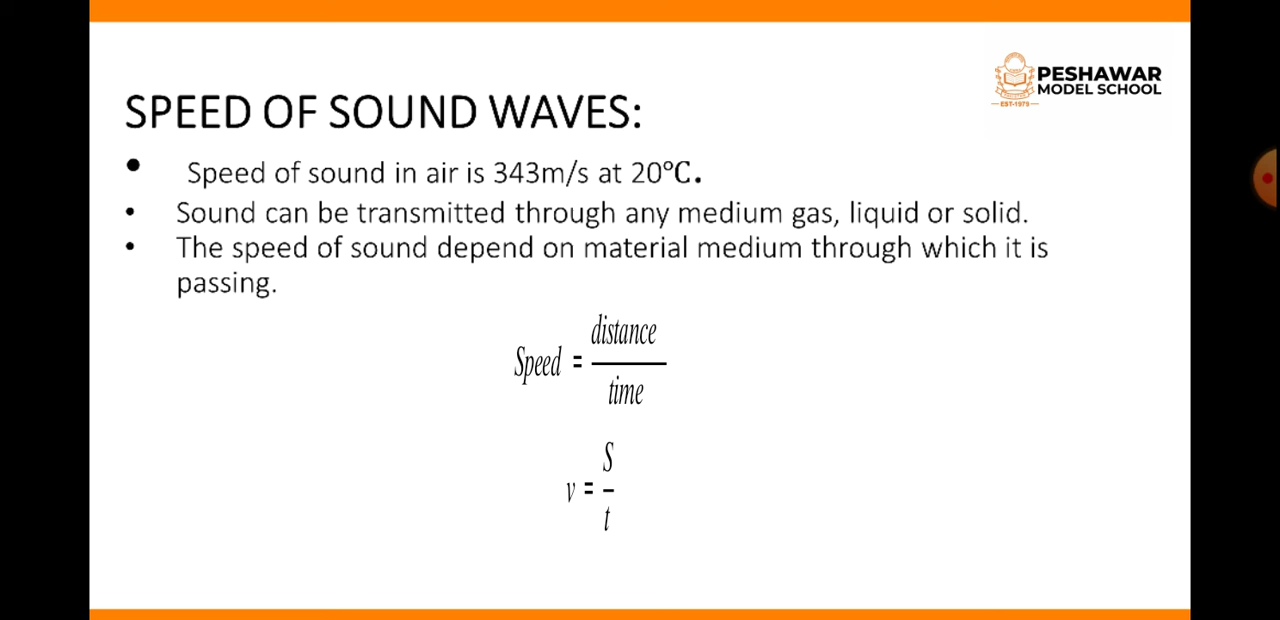 PESHAWAR
MODEL SCHOOL
EST-1979
SPEED OF SOUND WAVES:
• Speed of sound in air is 343m/s at 20°C.
• Sound can be transmitted through any medium gas, liquid or solid.
• The speed of sound depend on material medium through which it is
passing.
Speed = distance / time
v = S / t